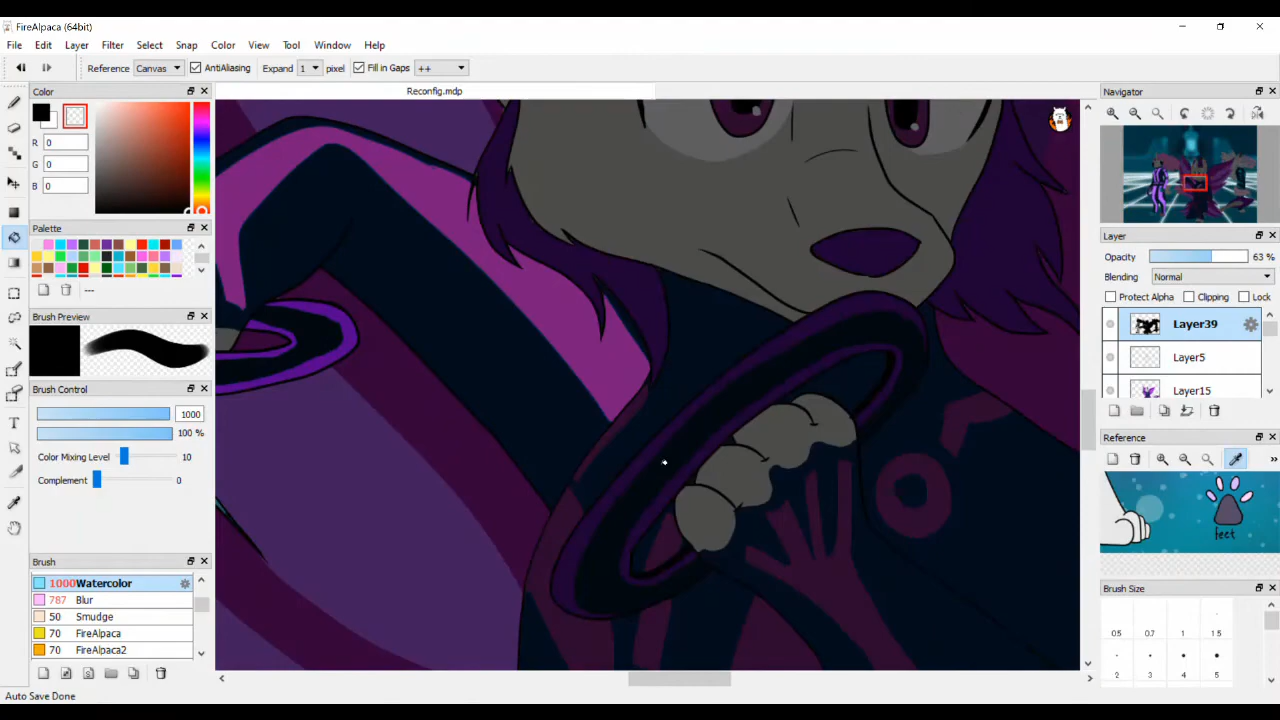 FireAlpaca (64bit)
File Edit Layer Filter Select Snap Color View Tool Window Help
Reference Canvas AntiAliasing Expand 1 pixel Fill in Gaps ++
Color
R 0
G 0
B 0
Palette
---
Brush Preview
Brush Control
1000
100 %
Color Mixing Level 10
Complement 0
Brush
1000 Watercolor
787 Blur
50 Smudge
70 FireAlpaca
70 FireAlpaca2
Auto Save Done
Reconfig.mdp
Navigator
Layer
Opacity 63 %
Blending Normal
Protect Alpha Clipping Lock
Layer39
Layer5
Layer15
Reference
»
feet
Brush Size
0.5 0.7 1 1.5
2 3 4 5